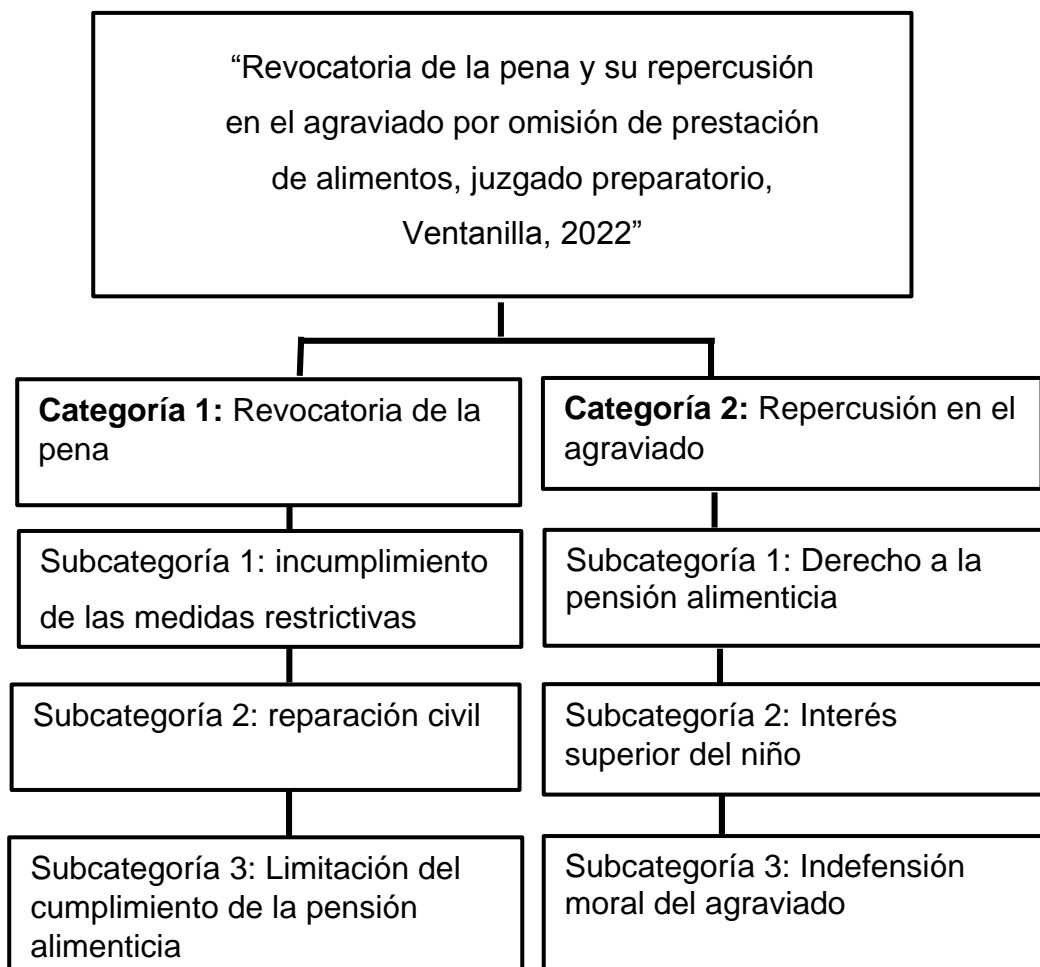 “Revocatoria de la pena y su repercusión
en el agraviado por omisión de prestación
de alimentos, juzgado preparatorio,
Ventanilla, 2022”
Categoría 1: Revocatoria de la
pena
Categoría 2: Repercusión en el
agraviado
Subcategoría 1: incumplimiento
de las medidas restrictivas
Subcategoría 1: Derecho a la
pensión alimenticia
Subcategoría 2: reparación civil
Subcategoría 2: Interés
superior del niño
Subcategoría 3: Limitación del
cumplimiento de la pensión
alimenticia
Subcategoría 3: Indefensión
moral del agraviado